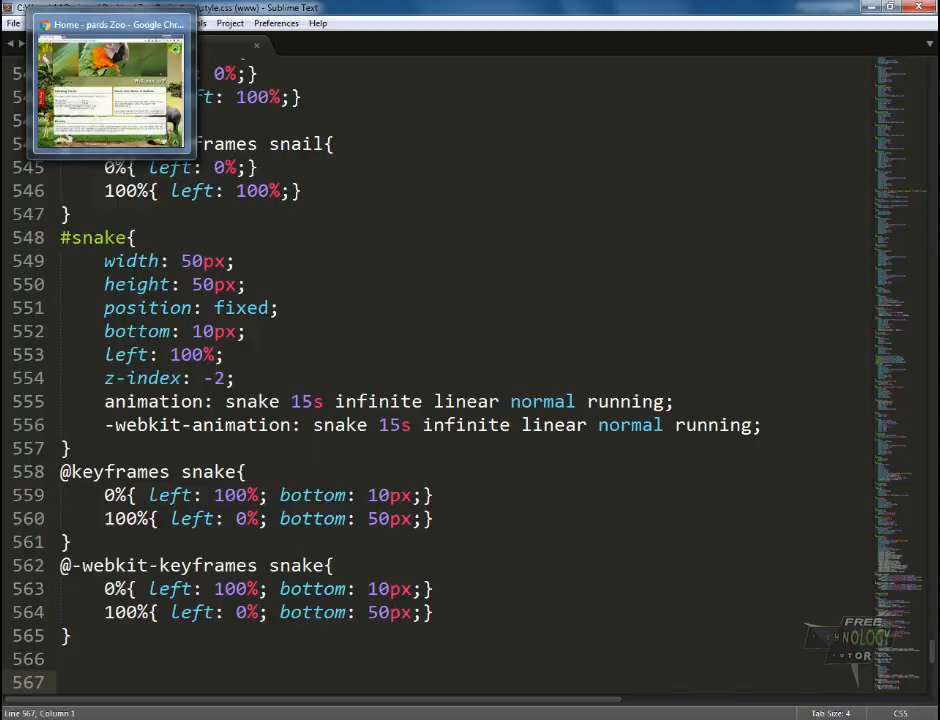 style.css (www) - Sublime Text
File
Project Preferences Help
Home - pards Zoo - Google Chr...
0%;}
left: 100%;}
545 0%{ left: 0%;}
546 100%{ left: 100%;}
547 }
548 #snake{
549 width: 50px;
550 height: 50px;
551 position: fixed;
552 bottom: 10px;
553 left: 100%;
554 z-index: -2;
555 animation: snake 15s infinite linear normal running;
556 -webkit-animation: snake 15s infinite linear normal running;
557 }
558 @keyframes snake{
559 0%{ left: 100%; bottom: 10px;}
560 100%{ left: 0%; bottom: 50px;}
561 }
562 @-webkit-keyframes snake{
563 0%{ left: 100%; bottom: 10px;}
564 100%{ left: 0%; bottom: 50px;}
565 }
566
567
FREE
Line 567, Column 1
Tab Size: 4
CSS